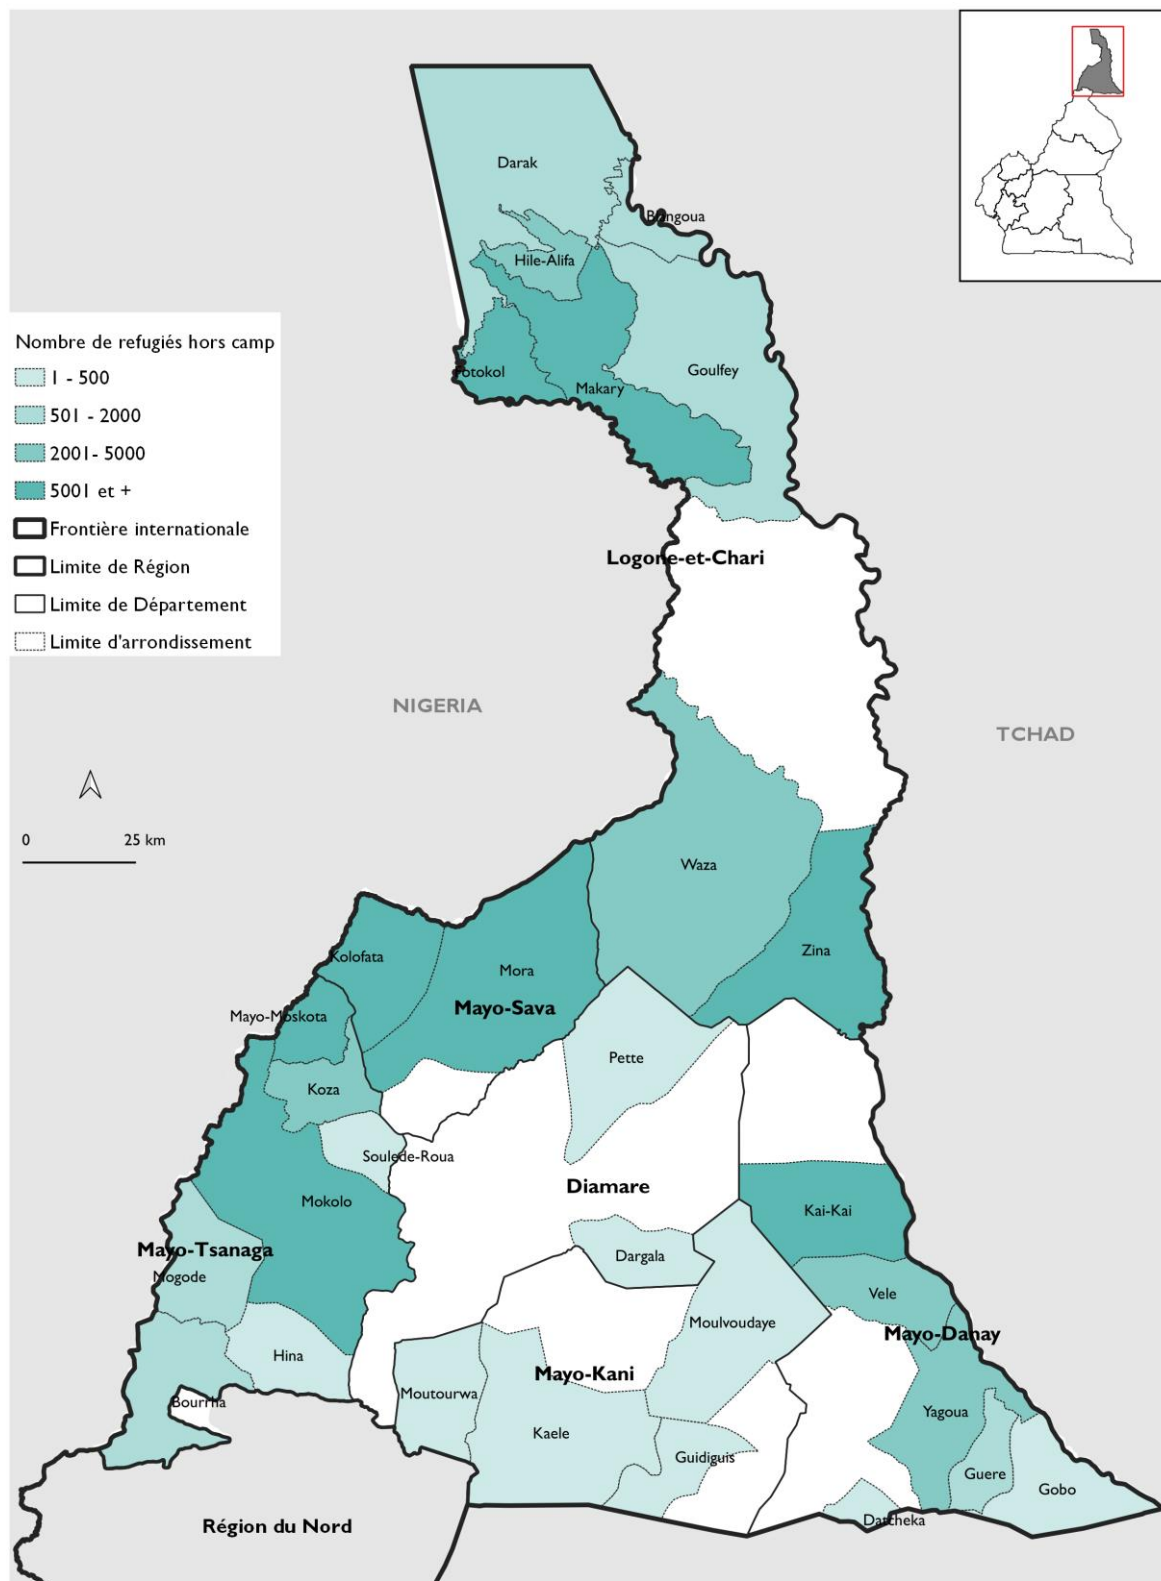 Darak
Blangoua
Hile-Alifa
Nombre de refugiés hors camp
1 - 500
501 - 2000
2001- 5000
5001 et +
Frontière internationale
Limite de Région
Limite de Département
Limite d'arrondissement
Fotokol
Makary
Goulfey
Logone-et-Chari
NIGERIA
TCHAD
0
25 km
Waza
Kolofata
Mora
Zina
Mayo-Sava
Mayo-Moskota
Pette
Koza
Soulede-Roua
Diamare
Mokolo
Kai-Kai
Mayo-Tsanaga
Dargala
Mogode
Vele
Moulvoudaye
Mayo-Danay
Hina
Mayo-Kani
Moutourwa
Bourrha
Kaele
Yagoua
Guidiguis
Guere
Gobo
Datcheka
Région du Nord